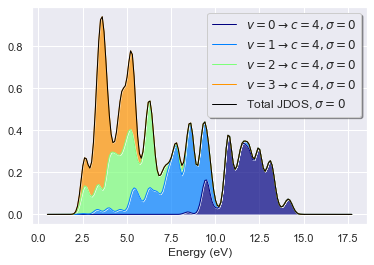 v = 0 → c = 4, σ = 0
v = 1 → c = 4, σ = 0
v = 2 → c = 4, σ = 0
v = 3 → c = 4, σ = 0
Total JDOS, σ = 0
0.8
0.6
0.4
0.2
0.0
0.0 2.5 5.0 7.5 10.0 12.5 15.0 17.5
Energy (eV)